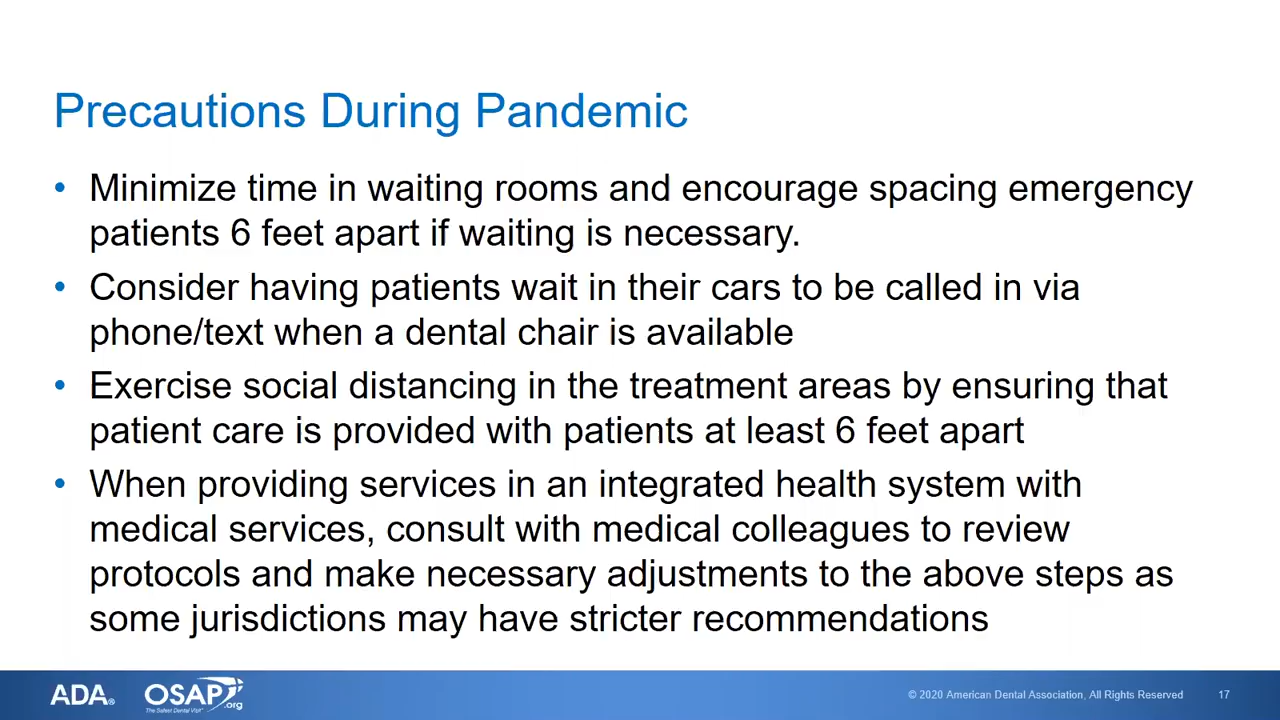 Precautions During Pandemic
• Minimize time in waiting rooms and encourage spacing emergency
patients 6 feet apart if waiting is necessary.
• Consider having patients wait in their cars to be called in via
phone/text when a dental chair is available
• Exercise social distancing in the treatment areas by ensuring that
patient care is provided with patients at least 6 feet apart
• When providing services in an integrated health system with
medical services, consult with medical colleagues to review
protocols and make necessary adjustments to the above steps as
some jurisdictions may have stricter recommendations
ADA® OSAP.org
The Safest Dental Visit™
© 2020 American Dental Association, All Rights Reserved 17